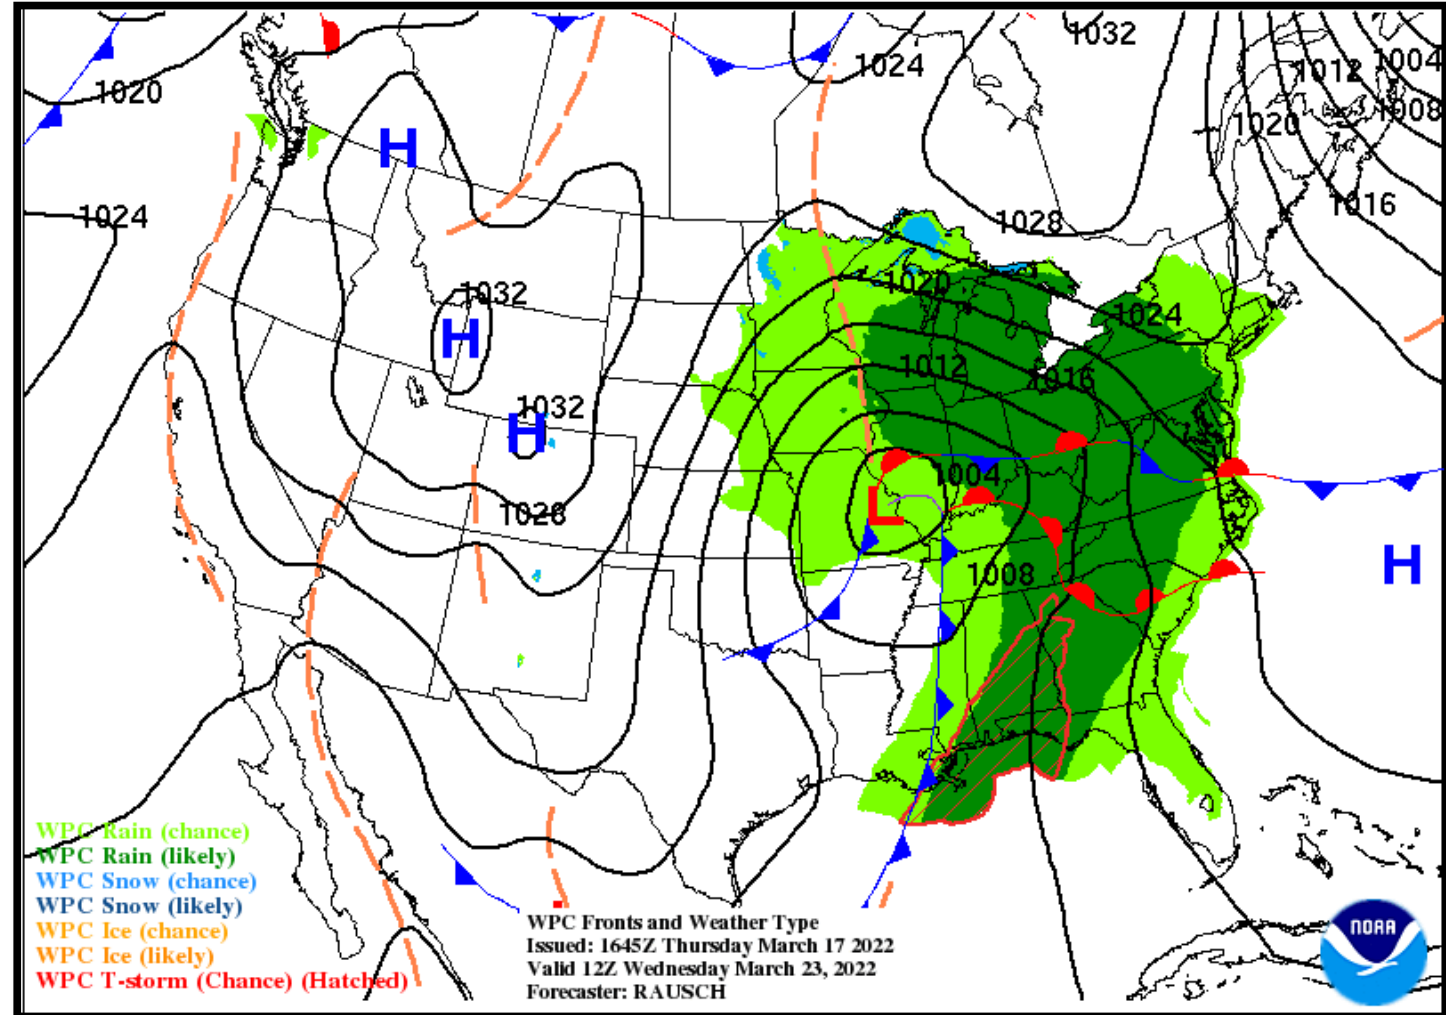 1032
1024
1004
1012
1020
1008
1020
H
1024
1016
1028
1032
H
1020
1024
1012
1016
1032
H
1004
L
1028
H
1008
WPC Rain (chance)
WPC Rain (likely)
WPC Snow (chance)
WPC Snow (likely)
WPC Ice (chance)
WPC Ice (likely)
WPC T-storm (Chance) (Hatched)
WPC Fronts and Weather Type
Issued: 1645Z Thursday March 17 2022
Valid 12Z Wednesday March 23, 2022
Forecaster: RAUSCH
NOAA